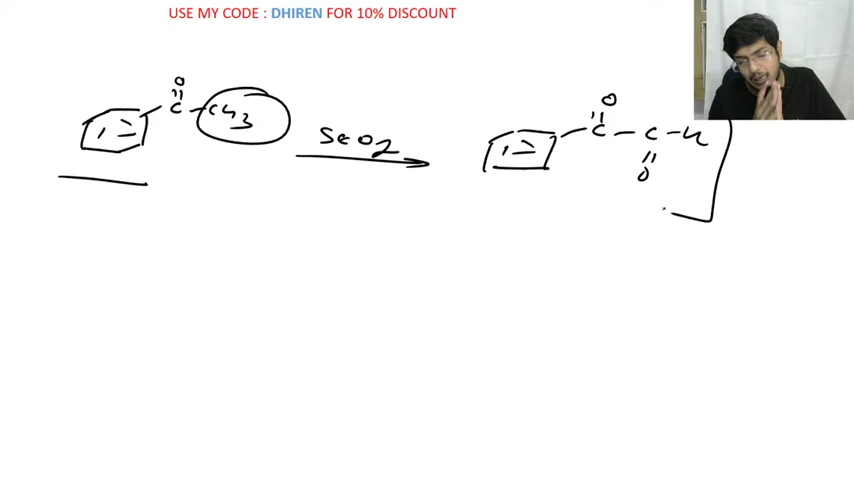 USE MY CODE : DHIREN FOR 10% DISCOUNT
O
C CH3
SeO2
O
C C H
O